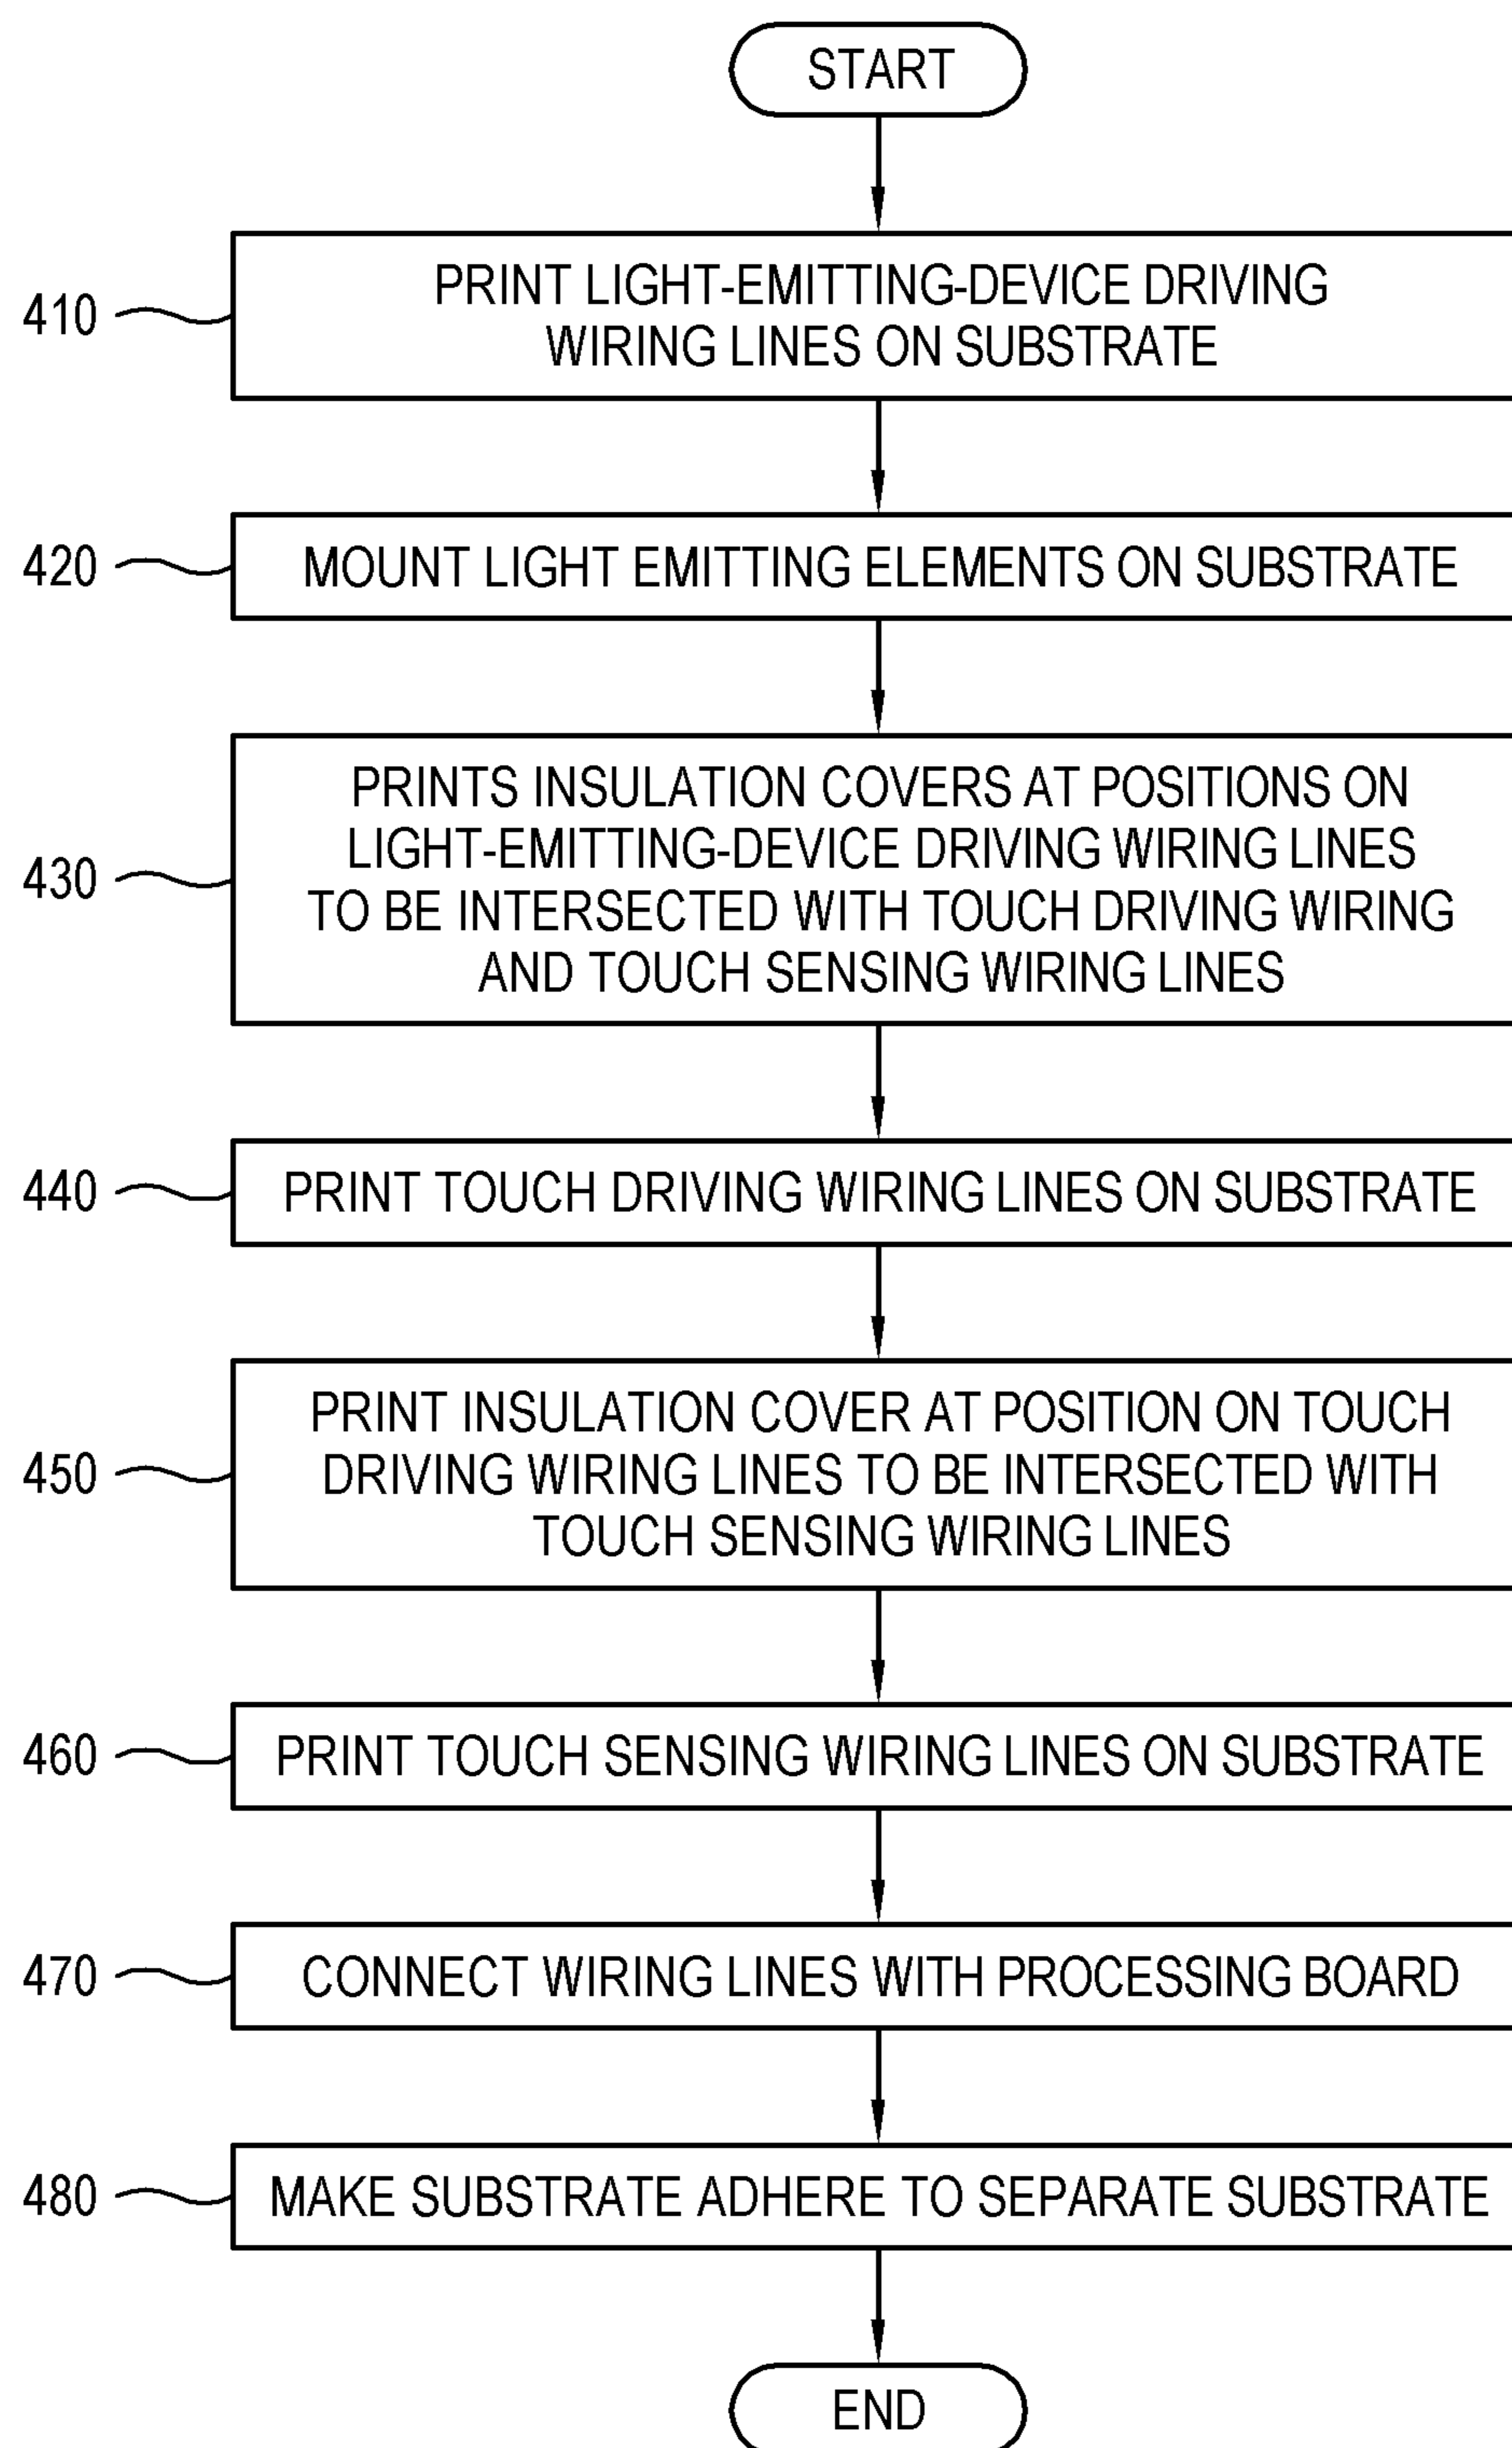 START
410
PRINT LIGHT-EMITTING-DEVICE DRIVING
WIRING LINES ON SUBSTRATE
420
MOUNT LIGHT EMITTING ELEMENTS ON SUBSTRATE
430
PRINTS INSULATION COVERS AT POSITIONS ON
LIGHT-EMITTING-DEVICE DRIVING WIRING LINES
TO BE INTERSECTED WITH TOUCH DRIVING WIRING
AND TOUCH SENSING WIRING LINES
440
PRINT TOUCH DRIVING WIRING LINES ON SUBSTRATE
450
PRINT INSULATION COVER AT POSITION ON TOUCH
DRIVING WIRING LINES TO BE INTERSECTED WITH
TOUCH SENSING WIRING LINES
460
PRINT TOUCH SENSING WIRING LINES ON SUBSTRATE
470
CONNECT WIRING LINES WITH PROCESSING BOARD
480
MAKE SUBSTRATE ADHERE TO SEPARATE SUBSTRATE
END